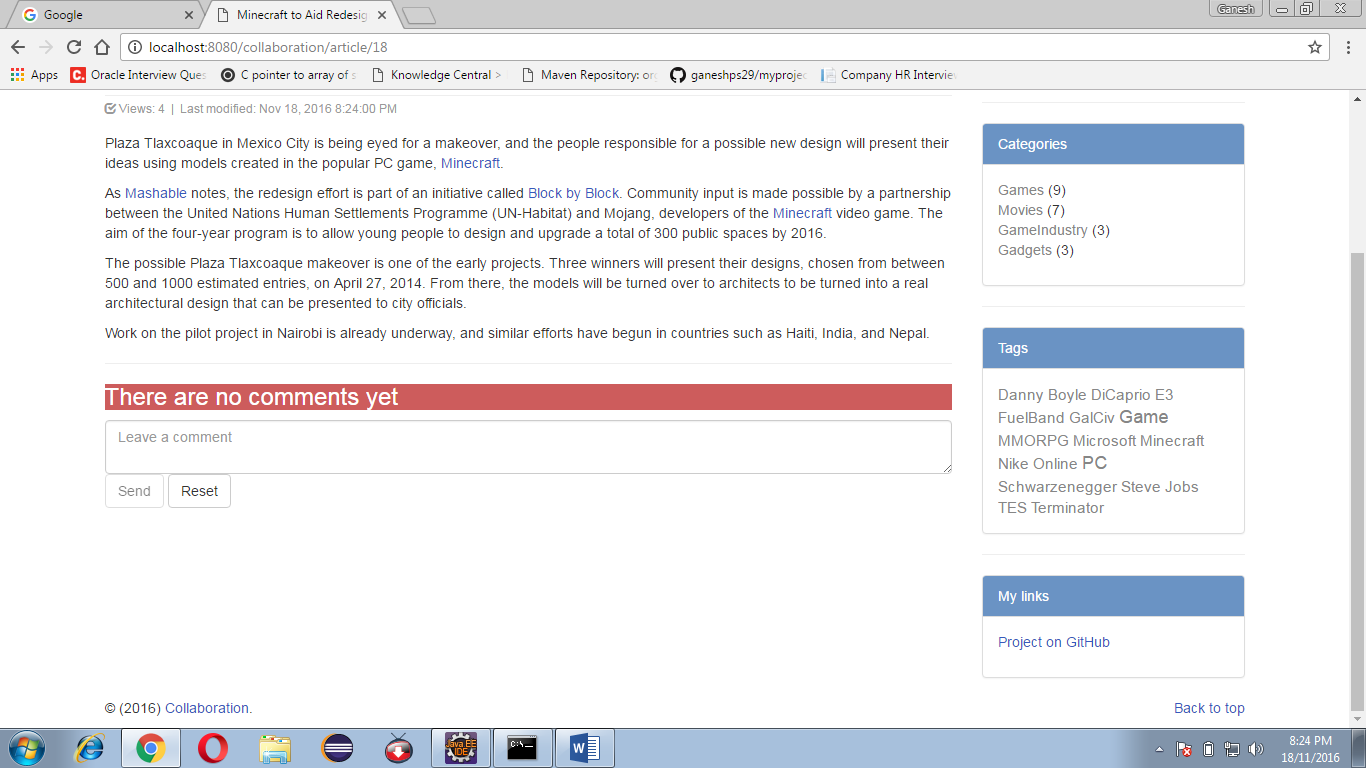 Google
Minecraft to Aid Redesig
Ganesh
localhost:8080/collaboration/article/18
Apps
Oracle Interview Ques
C pointer to array of s
Knowledge Central >
Maven Repository: or
ganeshps29/myprojec
Company HR Intervie
Views: 4 | Last modified: Nov 18, 2016 8:24:00 PM
Plaza Tlaxcoaque in Mexico City is being eyed for a makeover, and the people responsible for a possible new design will present their
ideas using models created in the popular PC game, Minecraft.
As Mashable notes, the redesign effort is part of an initiative called Block by Block. Community input is made possible by a partnership
between the United Nations Human Settlements Programme (UN-Habitat) and Mojang, developers of the Minecraft video game. The
aim of the four-year program is to allow young people to design and upgrade a total of 300 public spaces by 2016.
The possible Plaza Tlaxcoaque makeover is one of the early projects. Three winners will present their designs, chosen from between
500 and 1000 estimated entries, on April 27, 2014. From there, the models will be turned over to architects to be turned into a real
architectural design that can be presented to city officials.
Work on the pilot project in Nairobi is already underway, and similar efforts have begun in countries such as Haiti, India, and Nepal.
There are no comments yet
Leave a comment
Send
Reset
Categories
Games (9)
Movies (7)
GameIndustry (3)
Gadgets (3)
Tags
Danny Boyle DiCaprio E3
FuelBand GalCiv Game
MMORPG Microsoft Minecraft
Nike Online PC
Schwarzenegger Steve Jobs
TES Terminator
My links
Project on GitHub
© (2016) Collaboration.
Back to top
Java EE
IDE
C:\
W
8:24 PM
18/11/2016